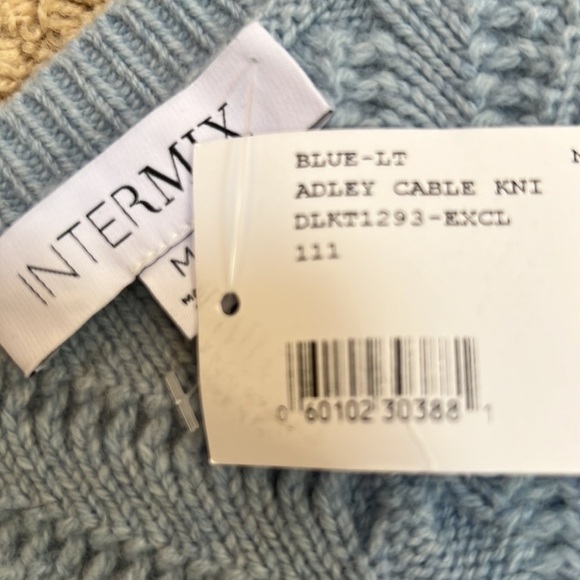 INTERMIX
M
BLUE-LT
ADLEY CABLE KNI
DLKT1293-EXCL
111
0 60102 30388 1